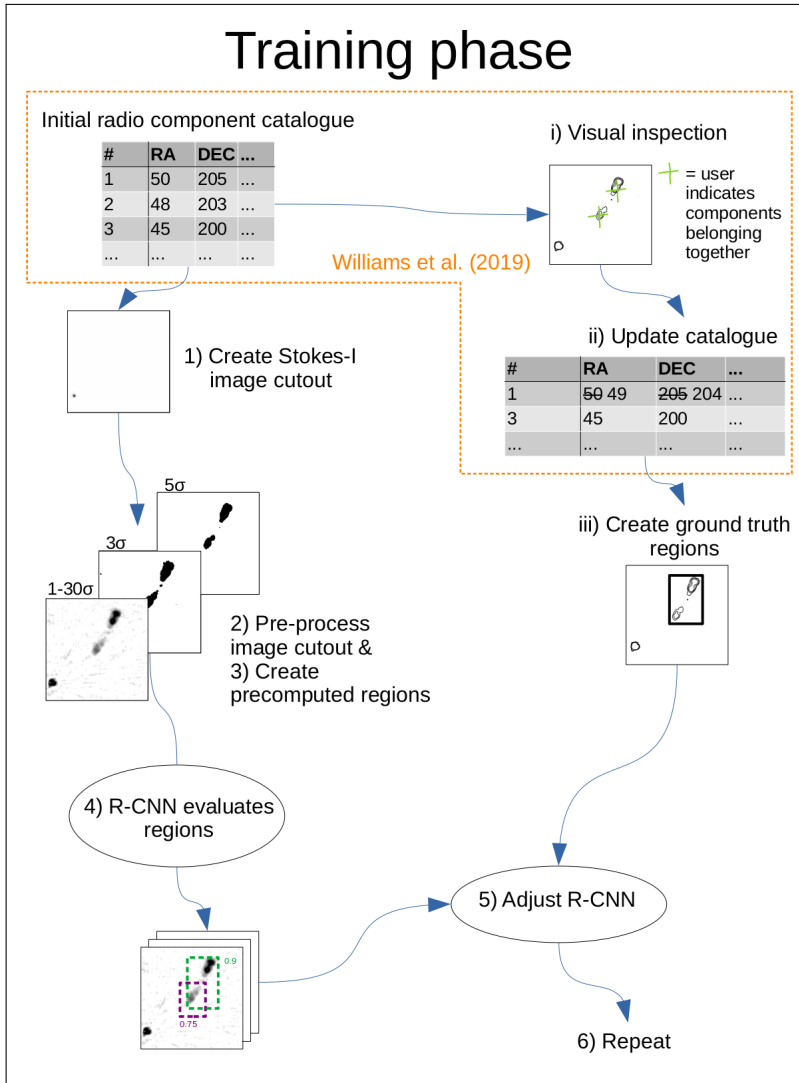 Training phase
Initial radio component catalogue
# RA DEC ...
1 50 205 ...
2 48 203 ...
3 45 200 ...
... ... ... ...
Williams et al. (2019)
i) Visual inspection
= user
indicates
components
belonging
together
ii) Update catalogue
# RA DEC ...
1 50 49 205 204 ...
3 45 200 ...
... ... ... ...
1) Create Stokes-I
image cutout
5σ
3σ
1-30σ
2) Pre-process
image cutout &
3) Create
precomputed regions
iii) Create ground truth
regions
4) R-CNN evaluates
regions
5) Adjust R-CNN
0.9
0.75
6) Repeat